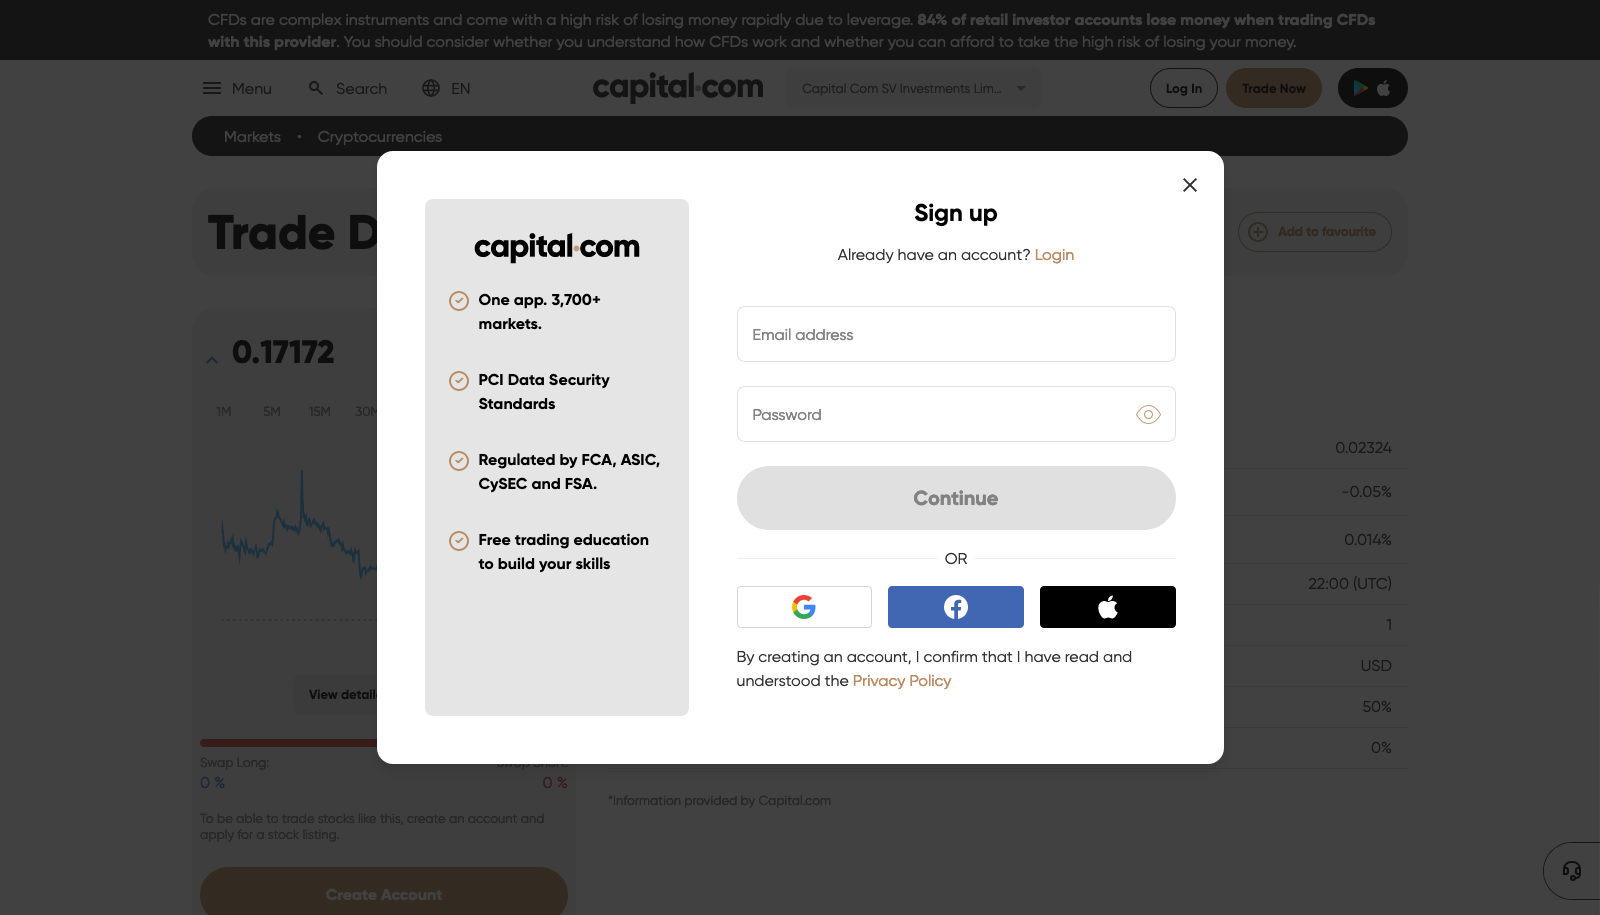 CFDs are complex instruments and come with a high risk of losing money rapidly due to leverage. 84% of retail investor accounts lose money when trading CFDs
with this provider. You should consider whether you understand how CFDs work and whether you can afford to take the high risk of losing your money.
Menu
Search
EN
capital.com
Capital Com SV Investments Lim...
Log In
Trade Now
Markets • Cryptocurrencies
Trade D
Add to favourite
0.17172
1M 5M 15M 30M
View detail
Swap Long:
0 %
0 %
To be able to trade stocks like this, create an account and
apply for a stock listing.
Create Account
capital.com
One app. 3,700+
markets.
PCI Data Security
Standards
Regulated by FCA, ASIC,
CySEC and FSA.
Free trading education
to build your skills
Sign up
Already have an account? Login
Email address
Password
Continue
OR
By creating an account, I confirm that I have read and
understood the Privacy Policy
0.02324
-0.05%
0.014%
22:00 (UTC)
1
USD
50%
0%
*Information provided by Capital.com